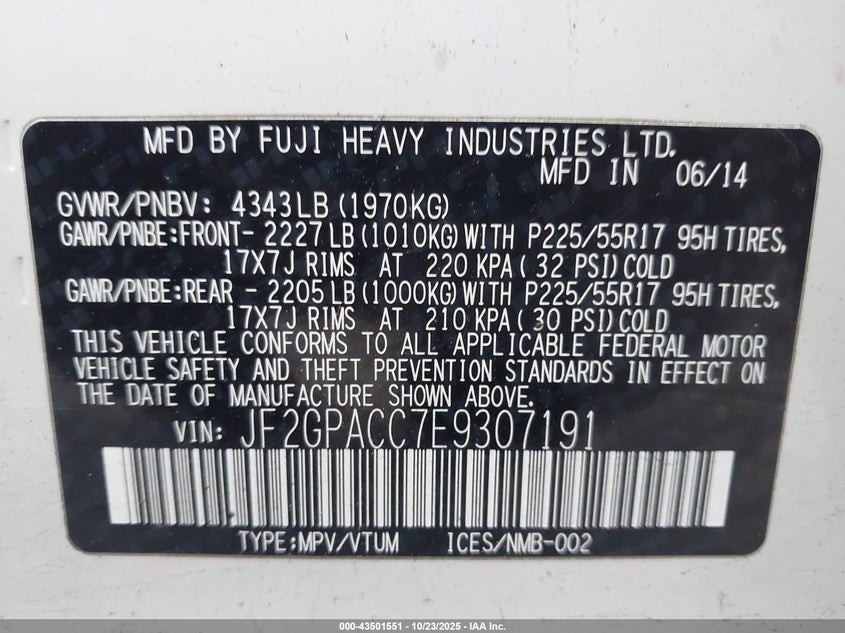 MFD BY FUJI HEAVY INDUSTRIES LTD.
MFD IN 06/14
GVWR/PNBV: 4343LB (1970KG)
GAWR/PNBE:FRONT- 2227 LB (1010KG) WITH P225/55R17 95H TIRES,
17X7J RIMS AT 220 KPA ( 32 PSI) COLD
GAWR/PNBE:REAR - 2205 LB (1000KG) WITH P225/55R17 95H TIRES,
17X7J RIMS AT 210 KPA ( 30 PSI) COLD
THIS VEHICLE CONFORMS TO ALL APPLICABLE FEDERAL MOTOR
VEHICLE SAFETY AND THEFT PREVENTION STANDARDS IN EFFECT ON
THE DATE OF MANUFACTURE SHOWN ABOVE.
VIN: JF2GPACC7E9307191
TYPE:MPV/VTUM ICES/NMB-002
000-43501551 | 10/23/2025 - IAA Inc.